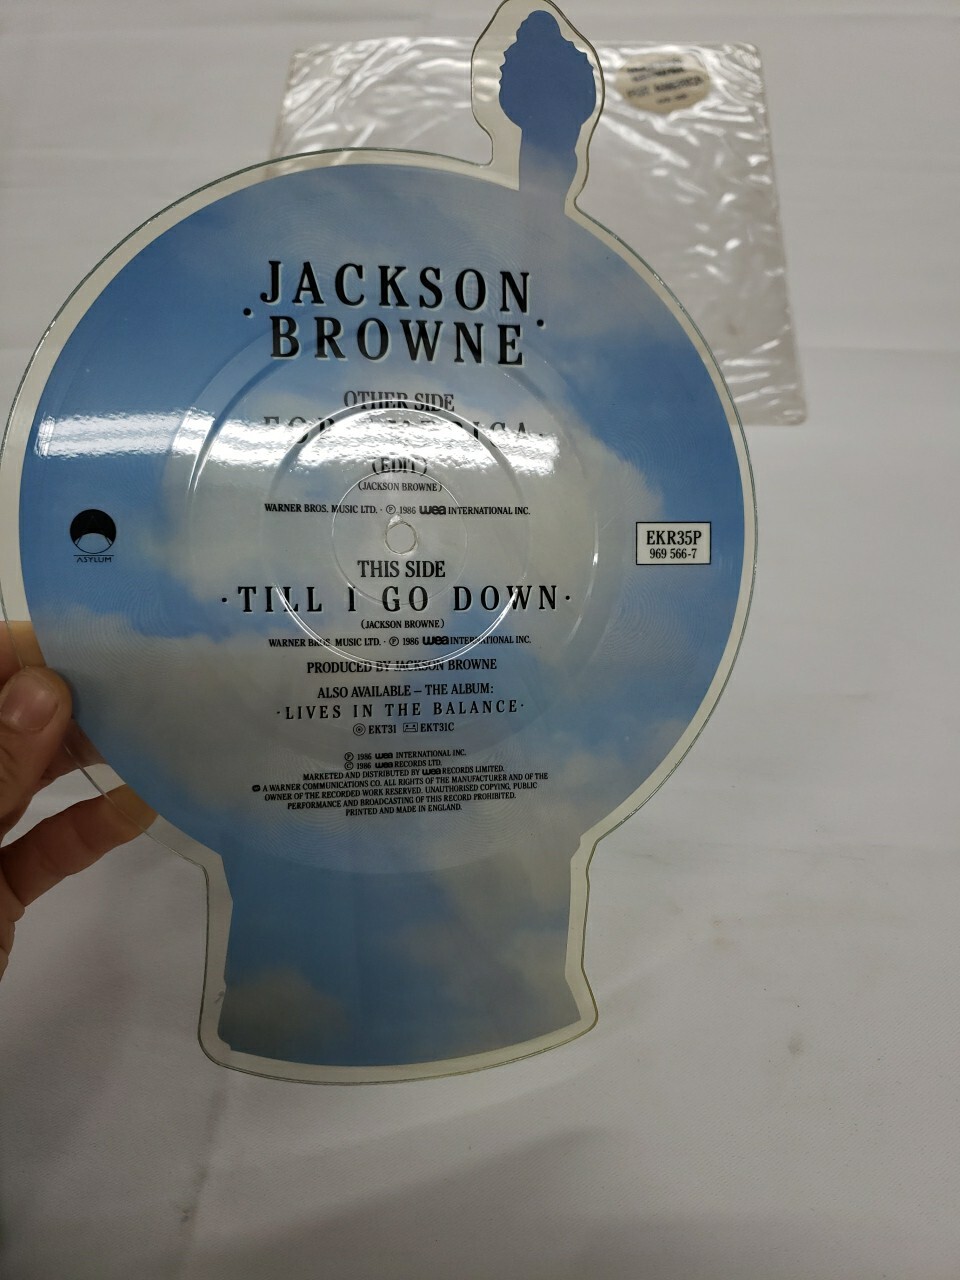 ·JACKSON·
BROWNE
OTHER SIDE
FOR AMERICA·
(EDIT)
(JACKSON BROWNE)
WARNER BROS. MUSIC LTD. · ℗ 1986 wea INTERNATIONAL INC.
ASYLUM
EKR35P
969 566-7
THIS SIDE
·TILL I GO DOWN·
(JACKSON BROWNE)
WARNER BROS. MUSIC LTD. · ℗ 1986 wea INTERNATIONAL INC.
PRODUCED BY JACKSON BROWNE
ALSO AVAILABLE – THE ALBUM:
·LIVES IN THE BALANCE·
EKT31 EKT31C
℗ 1986 wea INTERNATIONAL INC.
© 1986 wea RECORDS LTD.
MARKETED AND DISTRIBUTED BY wea RECORDS LIMITED.
A WARNER COMMUNICATIONS CO. ALL RIGHTS OF THE MANUFACTURER AND OF THE
OWNER OF THE RECORDED WORK RESERVED. UNAUTHORISED COPYING, PUBLIC
PERFORMANCE AND BROADCASTING OF THIS RECORD PROHIBITED.
PRINTED AND MADE IN ENGLAND.